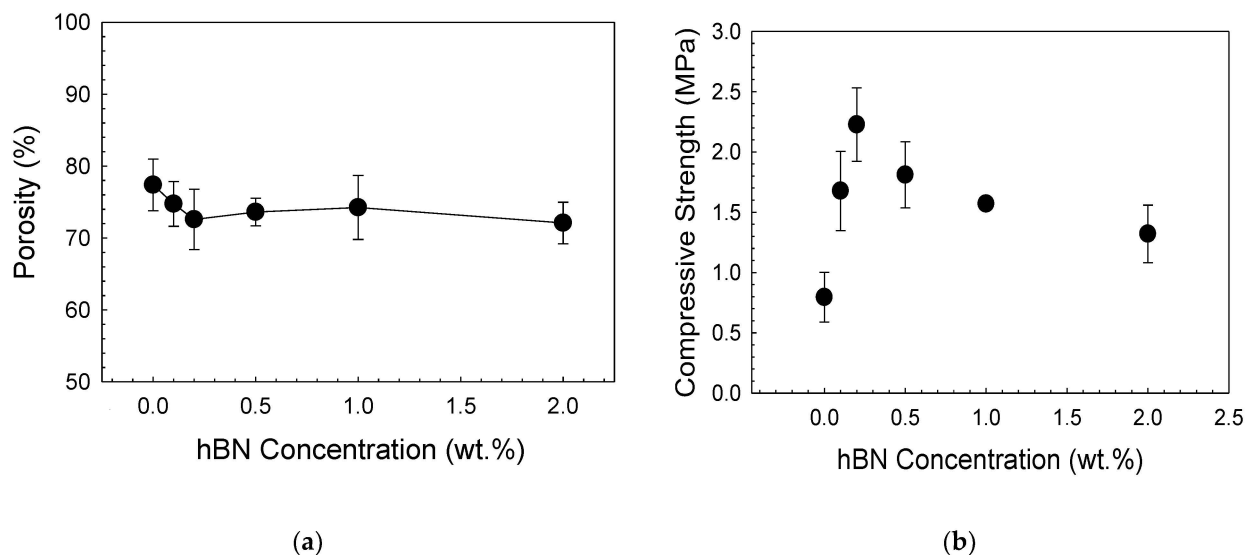 100
90
80
70
60
50
Porosity (%)
0.0 0.5 1.0 1.5 2.0
hBN Concentration (wt.%)
(a)
3.0
2.5
2.0
1.5
1.0
0.5
0.0
Compressive Strength (MPa)
0.0 0.5 1.0 1.5 2.0 2.5
hBN Concentration (wt.%)
(b)